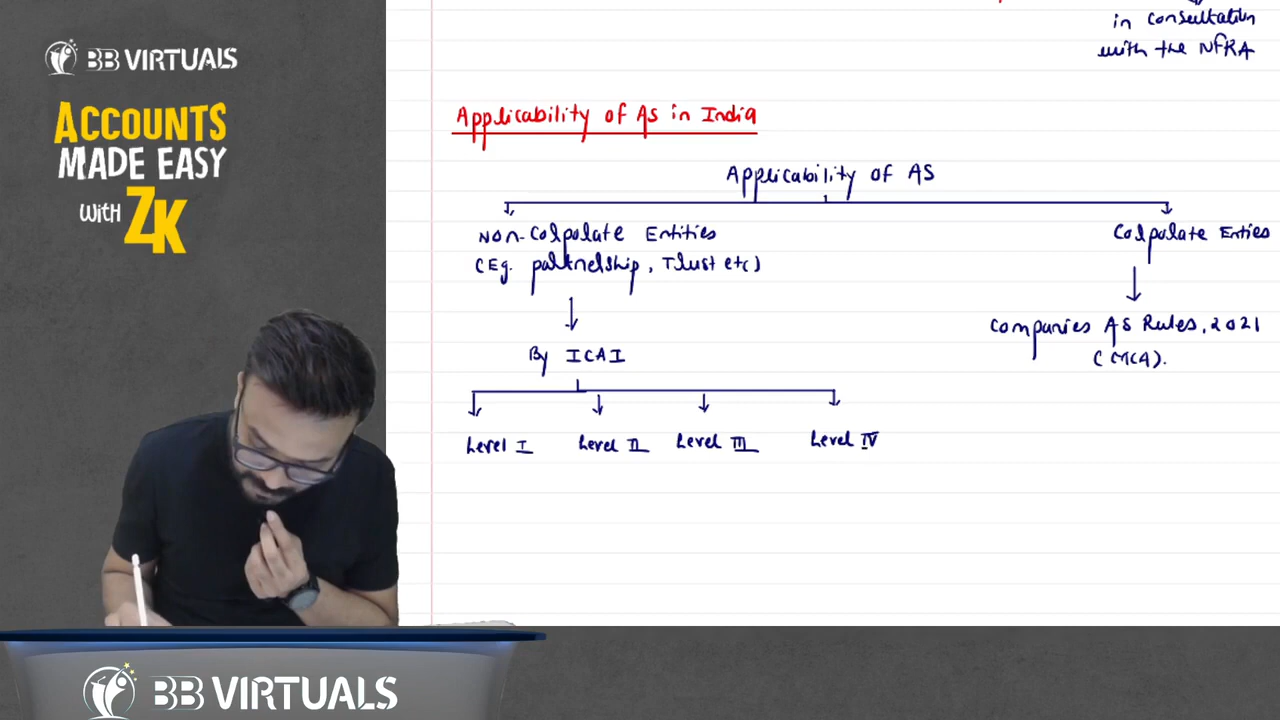 BB VIRTUALS
ACCOUNTS
MADE EASY
WITH ZK
in consultation
with the NFRA
Applicability of AS in India
Applicability of AS
Non-Corporate Entities
(Eg. partnership, Trust etc)
Corporate Enties
By ICAI
Companies AS Rules, 2021
(MCA).
Level I
Level II
Level III
Level IV
BB VIRTUALS